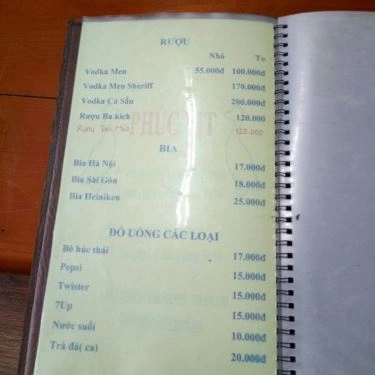 RƯỢU
Nhỏ To
Vodka Men 55.000đ 100.000đ
Vodka Men Sheriff 170.000đ
Vodka Cá Sấu 200.000đ
Rượu Ba kích 120.000
Rượu Táo Mèo 120.000
BIA
Bia Hà Nội 17.000đ
Bia Sài Gòn 18.000đ
Bia Heiniken 25.000đ
ĐỒ UỐNG CÁC LOẠI
Bò húc thái 17.000đ
Pepsi 15.000đ
Twister 15.000đ
7Up 15.000đ
Nước suối 10.000đ
Trà đá( ca) 20.000đ